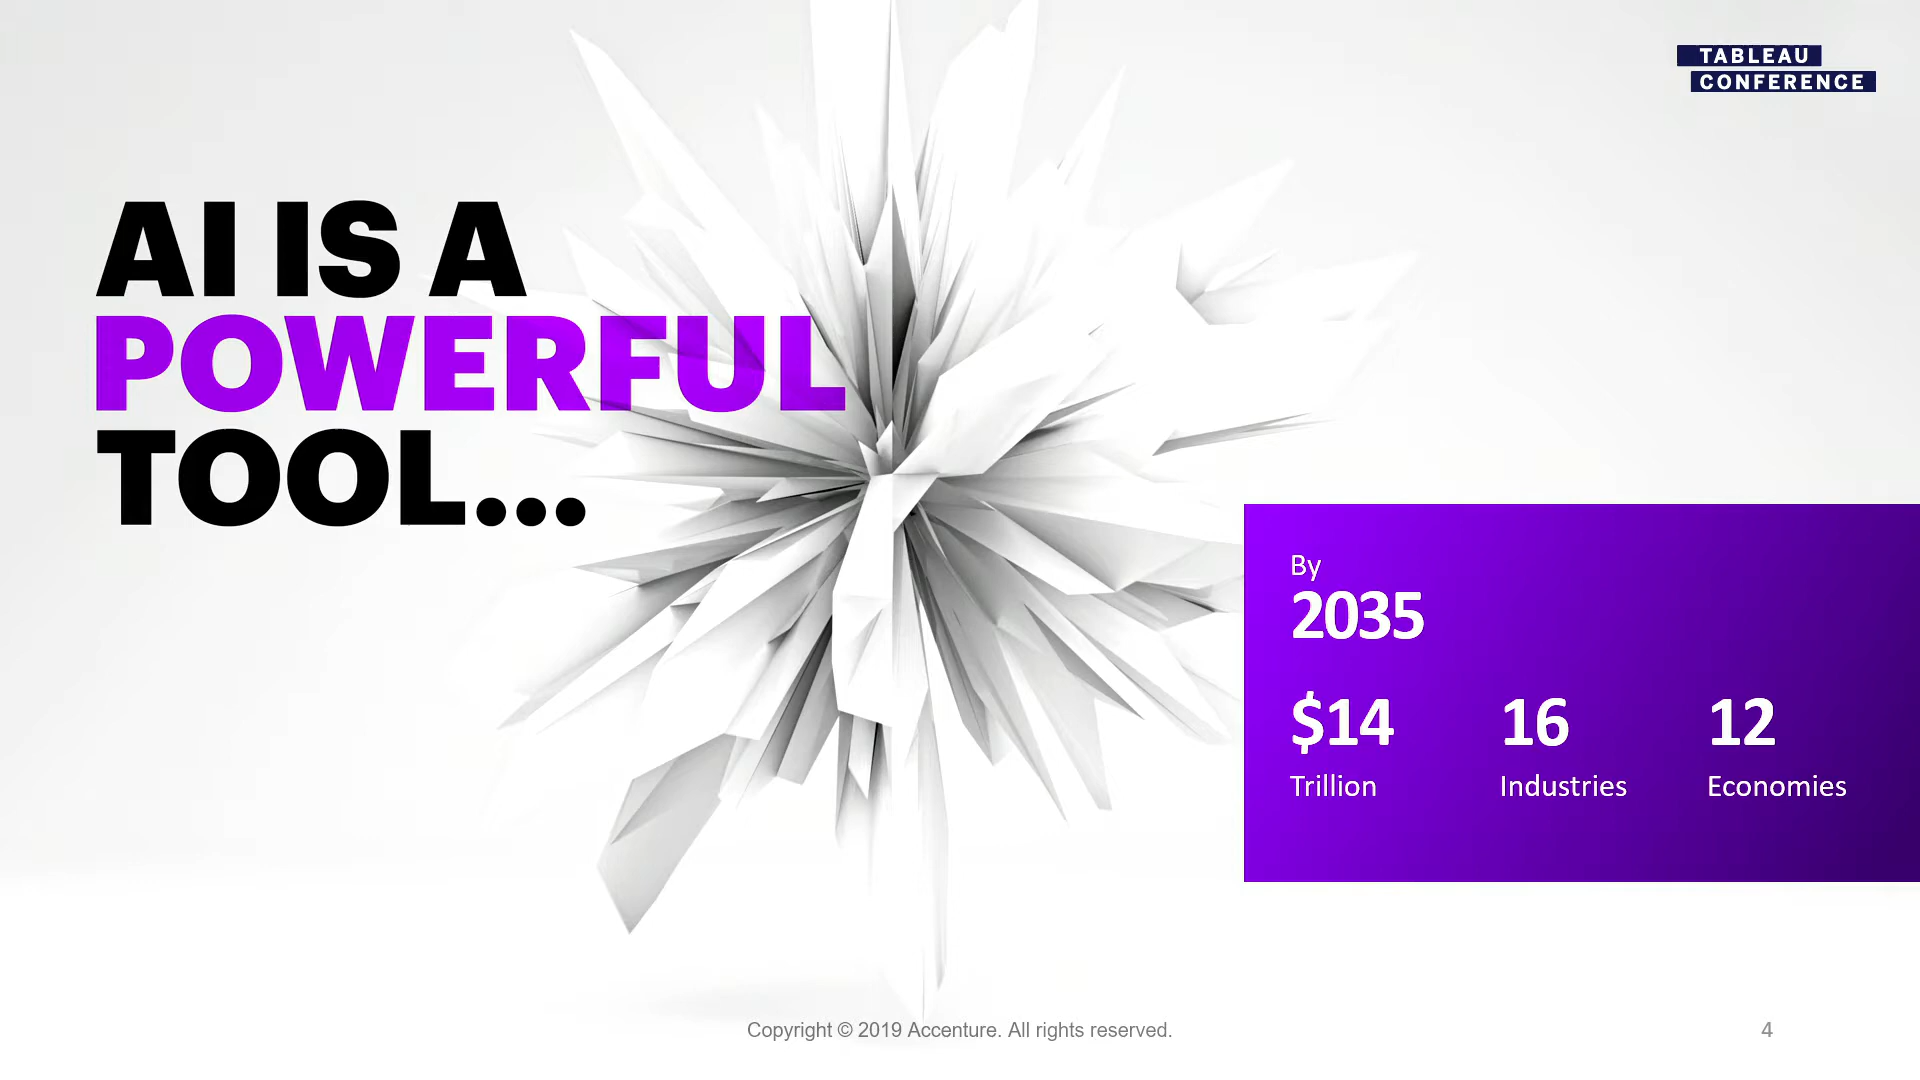 TABLEAU
CONFERENCE
AI IS A
POWERFUL
TOOL...
By
2035
$14
Trillion
16
Industries
12
Economies
Copyright © 2019 Accenture. All rights reserved.
4